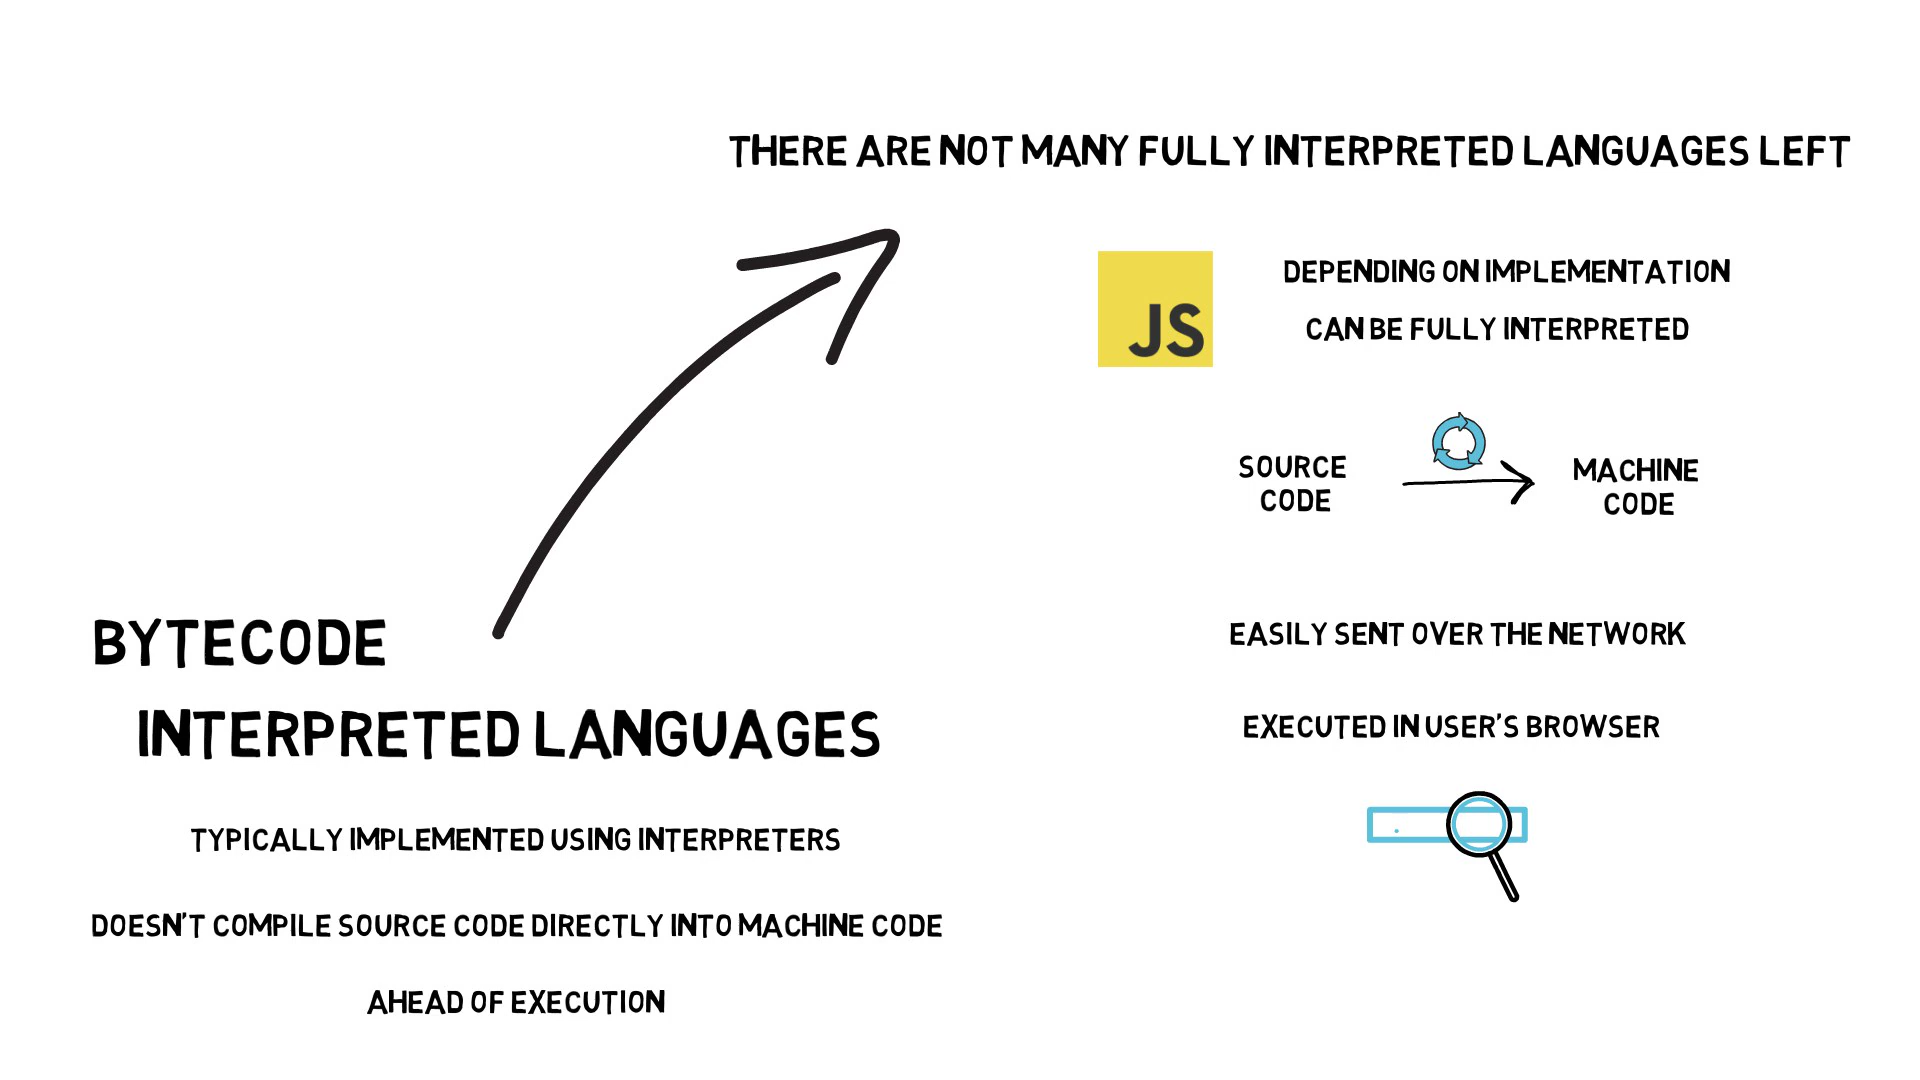 THERE ARE NOT MANY FULLY INTERPRETED LANGUAGES LEFT
JS
DEPENDING ON IMPLEMENTATION
CAN BE FULLY INTERPRETED
SOURCE
CODE
MACHINE
CODE
EASILY SENT OVER THE NETWORK
EXECUTED IN USER'S BROWSER
BYTECODE
INTERPRETED LANGUAGES
TYPICALLY IMPLEMENTED USING INTERPRETERS
DOESN'T COMPILE SOURCE CODE DIRECTLY INTO MACHINE CODE
AHEAD OF EXECUTION